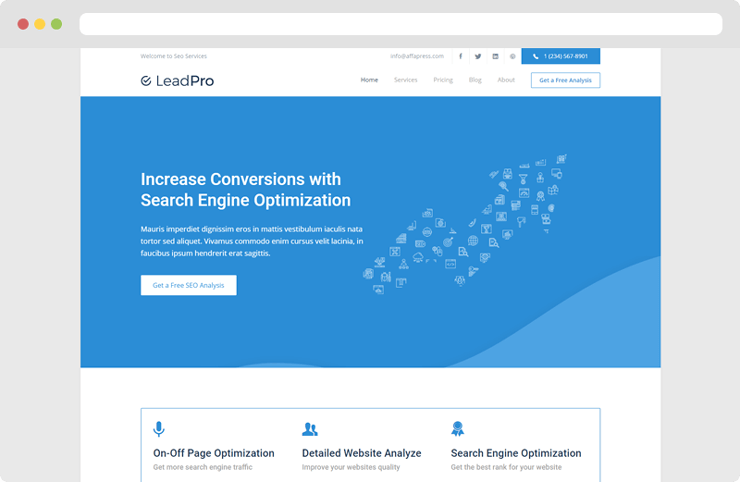 Welcome to Seo Services
info@affapress.com
1 (234) 567-8901
LeadPro
Home Services Pricing Blog About
Get a Free Analysis
Increase Conversions with
Search Engine Optimization
Mauris imperdiet dignissim eros in mattis vestibulum iaculis nata
tortor sed aliquet. Vivamus commodo enim cursus velit lacinia, in
faucibus ipsum hendrerit erat sagittis.
Get a Free SEO Analysis
On-Off Page Optimization
Get more search engine traffic
Detailed Website Analyze
Improve your websites quality
Search Engine Optimization
Get the best rank for your website